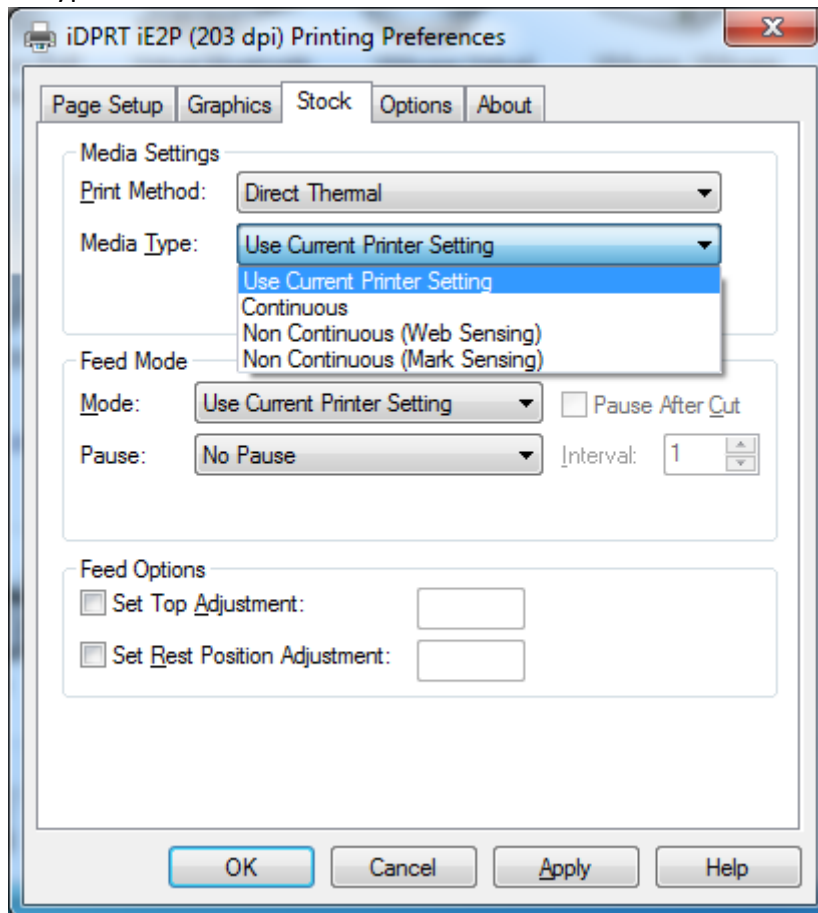 iDPRT iE2P (203 dpi) Printing Preferences
Page Setup Graphics Stock Options About
Media Settings
Print Method: Direct Thermal
Media Type: Use Current Printer Setting
Use Current Printer Setting
Continuous
Non Continuous (Web Sensing)
Non Continuous (Mark Sensing)
Feed Mode
Mode: Use Current Printer Setting Pause After Cut
Pause: No Pause Interval: 1
Feed Options
Set Top Adjustment:
Set Rest Position Adjustment:
OK Cancel Apply Help